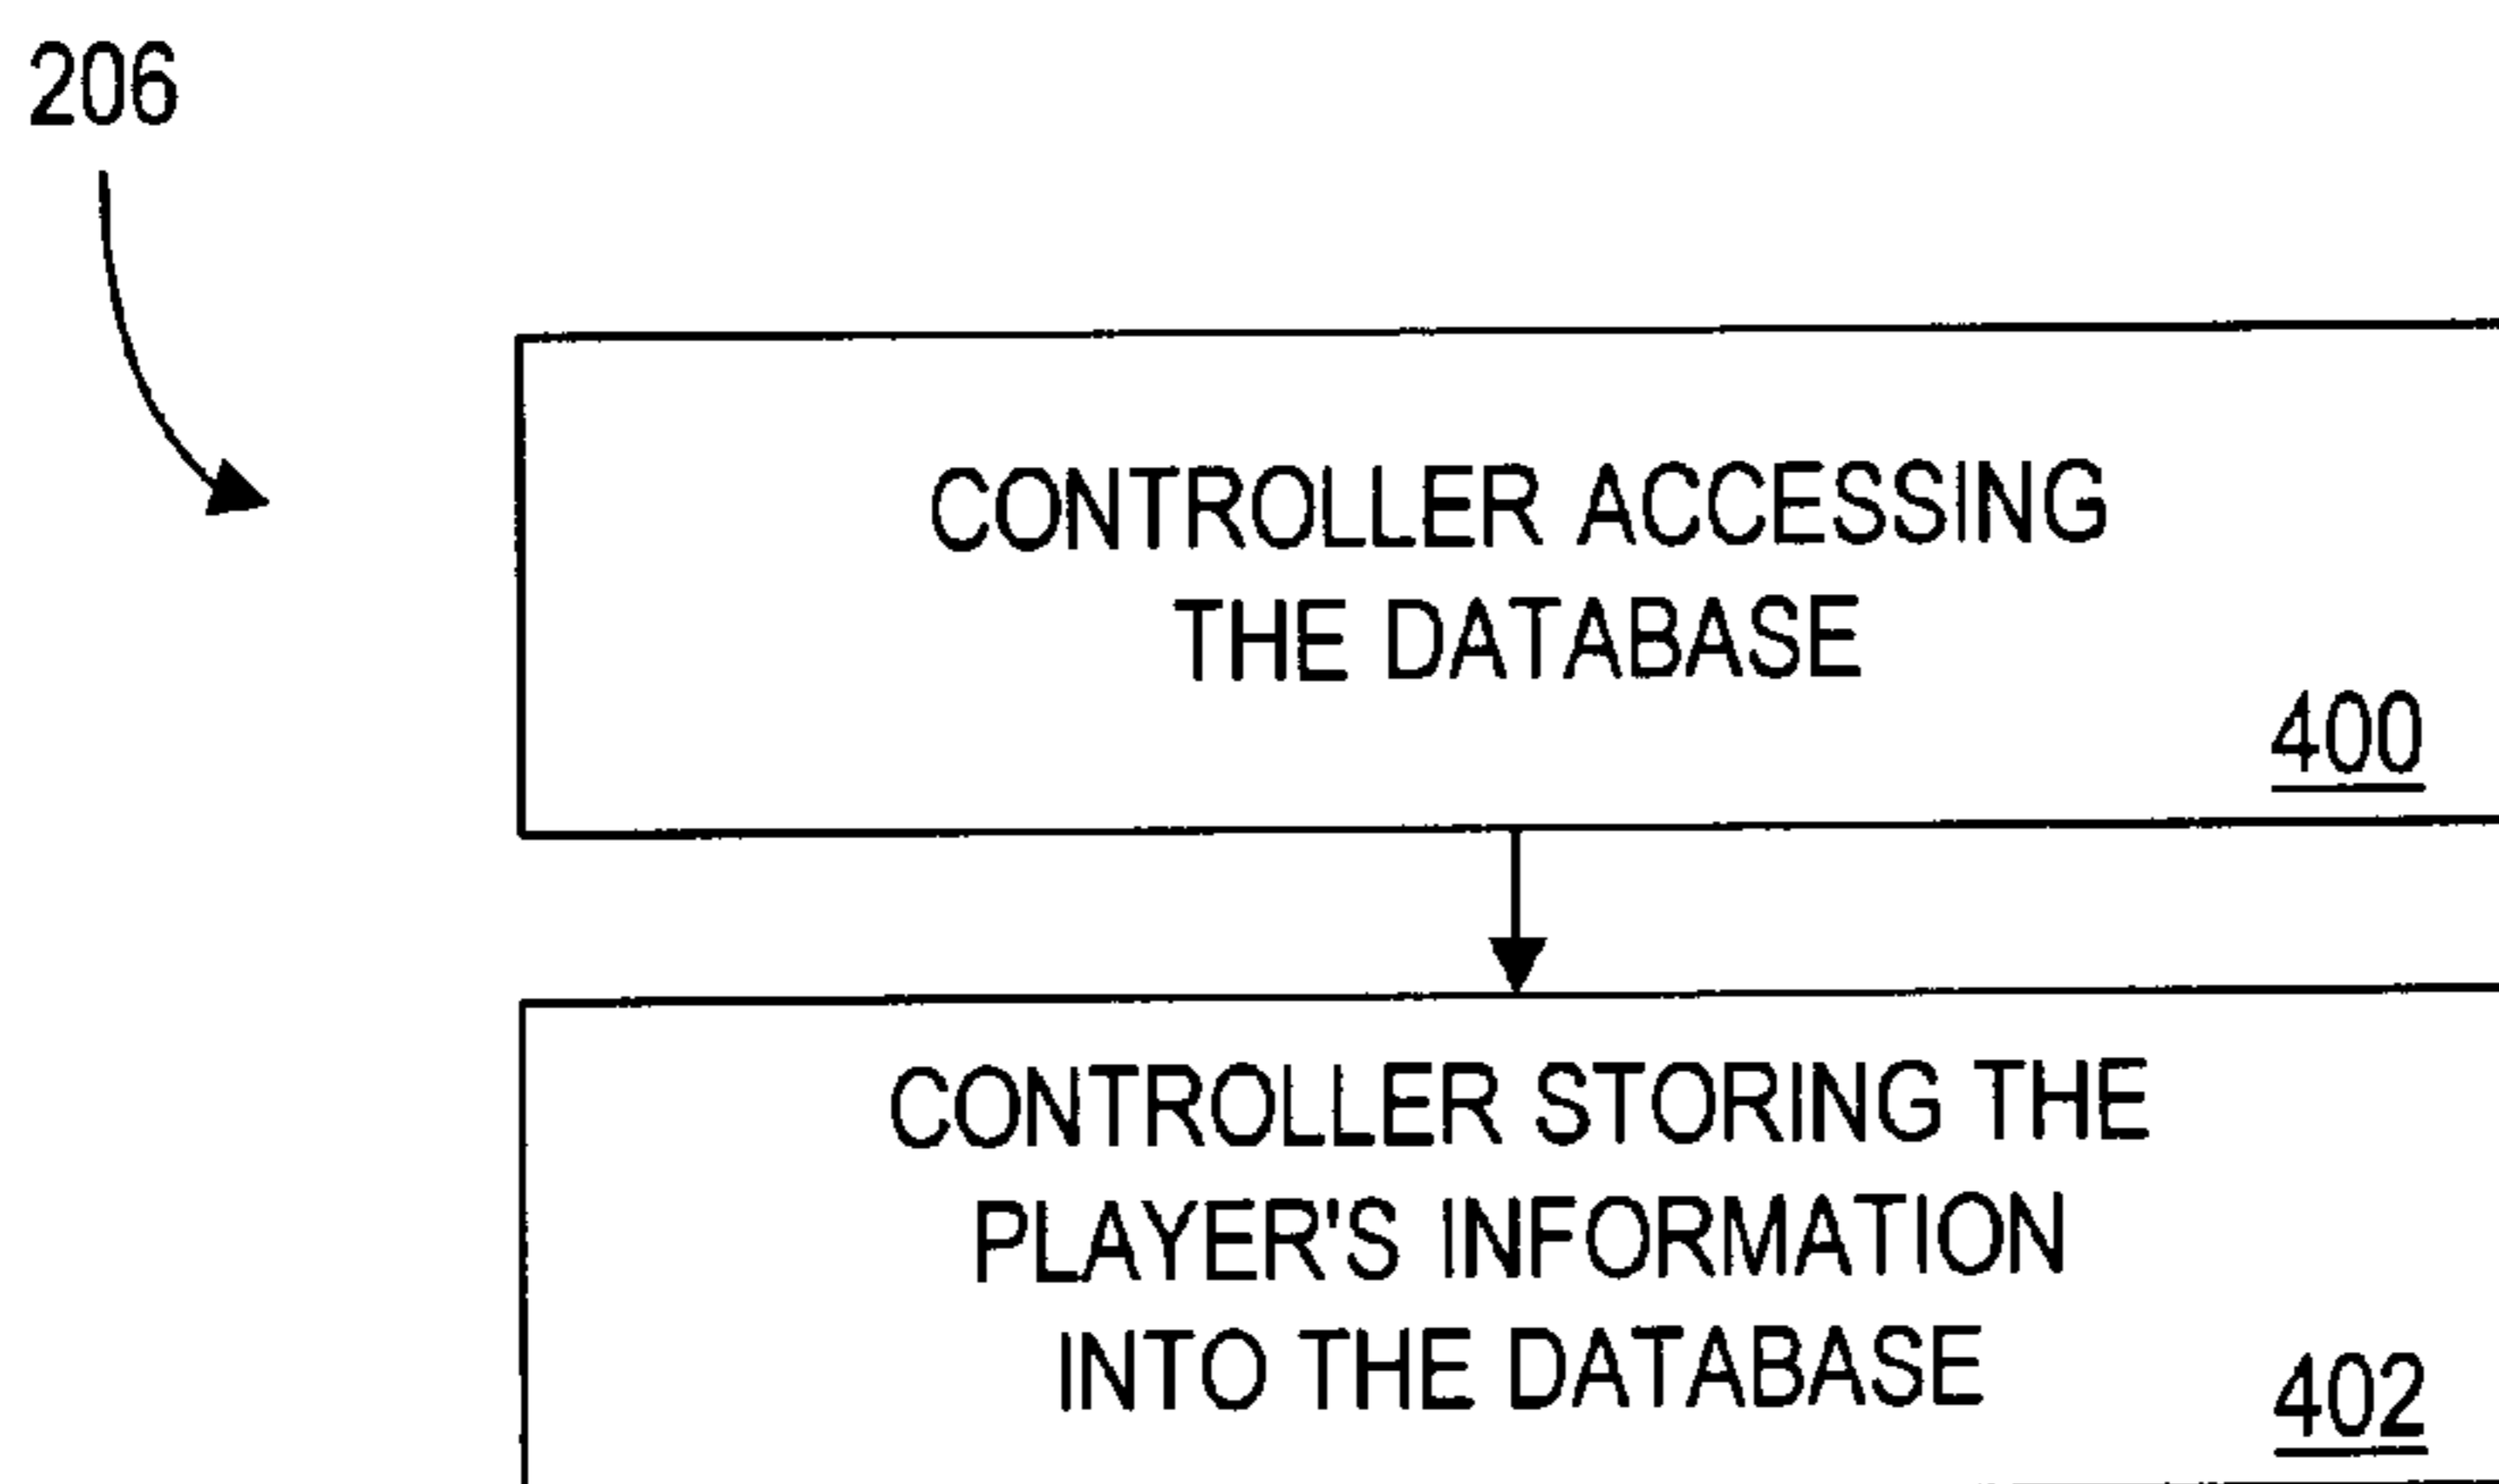 206
CONTROLLER ACCESSING
THE DATABASE
400
CONTROLLER STORING THE
PLAYER'S INFORMATION
INTO THE DATABASE
402